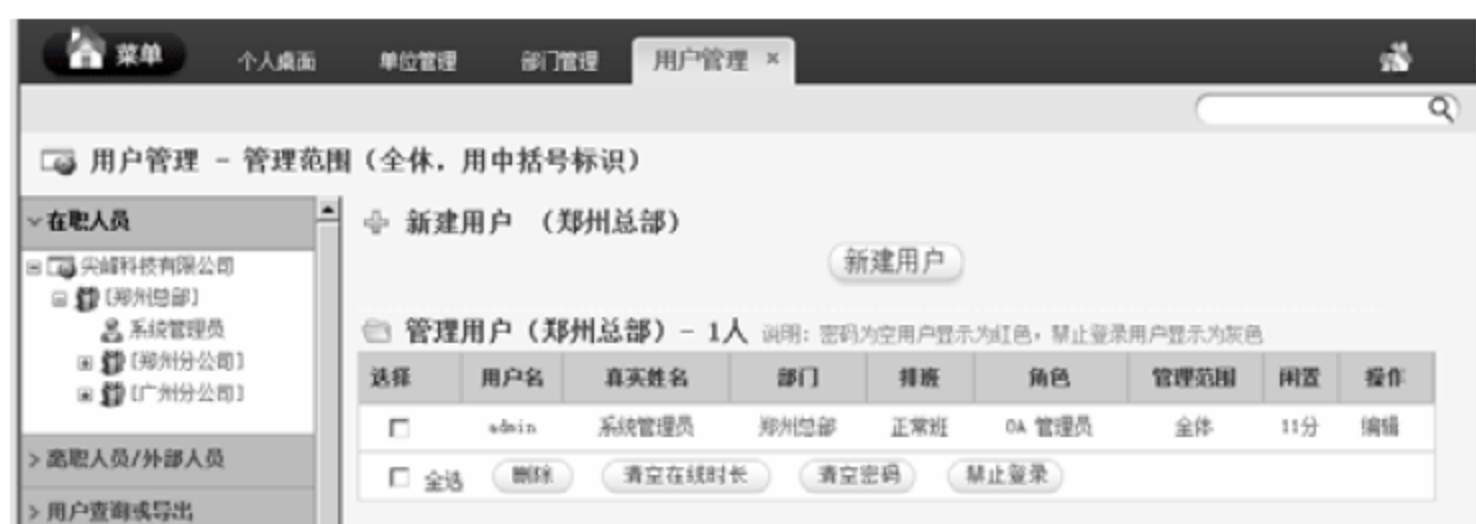 菜单 个人桌面 单位管理 部门管理 用户管理 ×
用户管理 - 管理范围(全体，用中括号标识)
在职人员
尖峰科技有限公司
[郑州总部]
系统管理员
[郑州分公司]
[广州分公司]
离职人员/外部人员
用户查询或导出
新建用户 (郑州总部)
新建用户
管理用户(郑州总部) - 1人 说明: 密码为空用户显示为红色，禁止登录用户显示为灰色
选择 用户名 真实姓名 部门 排班 角色 管理范围 闲置 操作
admin 系统管理员 郑州总部 正常班 OA 管理员 全体 11分 编辑
全选 删除 清空在线时长 清空密码 禁止登录